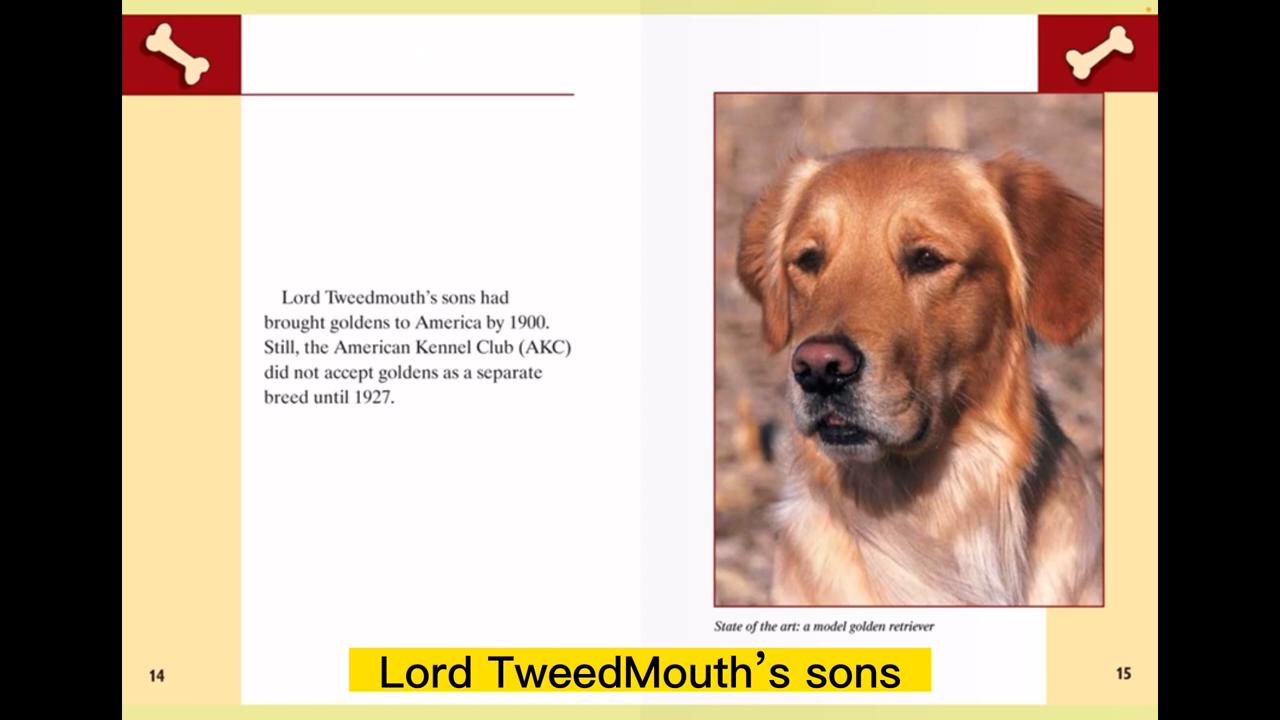 Lord Tweedmouth's sons had
brought goldens to America by 1900.
Still, the American Kennel Club (AKC)
did not accept goldens as a separate
breed until 1927.
State of the art: a model golden retriever
14
Lord TweedMouth's sons
15